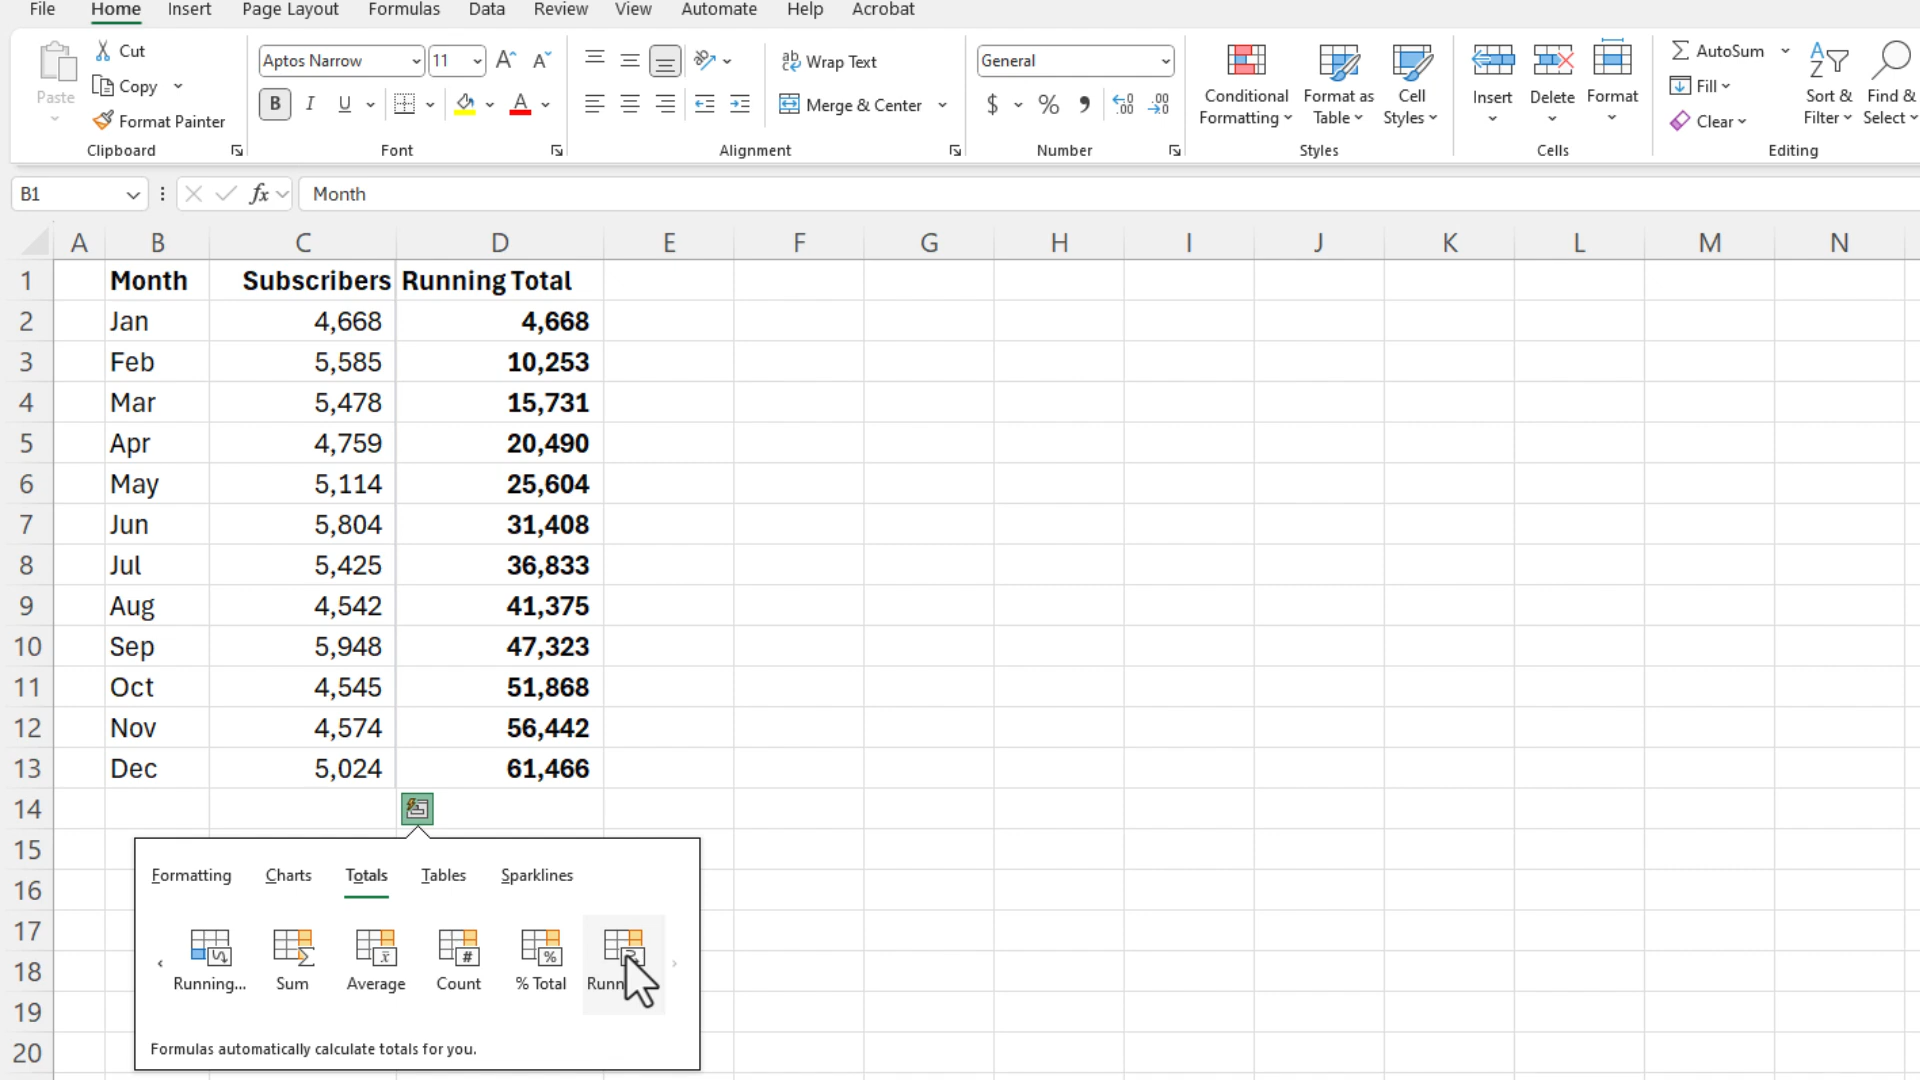 File Home Insert Page Layout Formulas Data Review View Automate Help Acrobat
Paste
Cut
Copy
Format Painter
Clipboard
Aptos Narrow 11 A A
B I U A
Font
ab Wrap Text
Merge & Center
Alignment
General
$ %
Number
Conditional Formatting
Format as Table
Cell Styles
Styles
Insert
Delete
Format
Cells
AutoSum
Fill
Clear
Sort & Filter
Find & Select
Editing
B1 fx Month
A B C D E F G H I J K L M N
1 Month Subscribers Running Total
2 Jan 4,668 4,668
3 Feb 5,585 10,253
4 Mar 5,478 15,731
5 Apr 4,759 20,490
6 May 5,114 25,604
7 Jun 5,804 31,408
8 Jul 5,425 36,833
9 Aug 4,542 41,375
10 Sep 5,948 47,323
11 Oct 4,545 51,868
12 Nov 4,574 56,442
13 Dec 5,024 61,466
14
15
16
17
18
19
20
Formatting Charts Totals Tables Sparklines
Running... Sum Average Count % Total
Formulas automatically calculate totals for you.